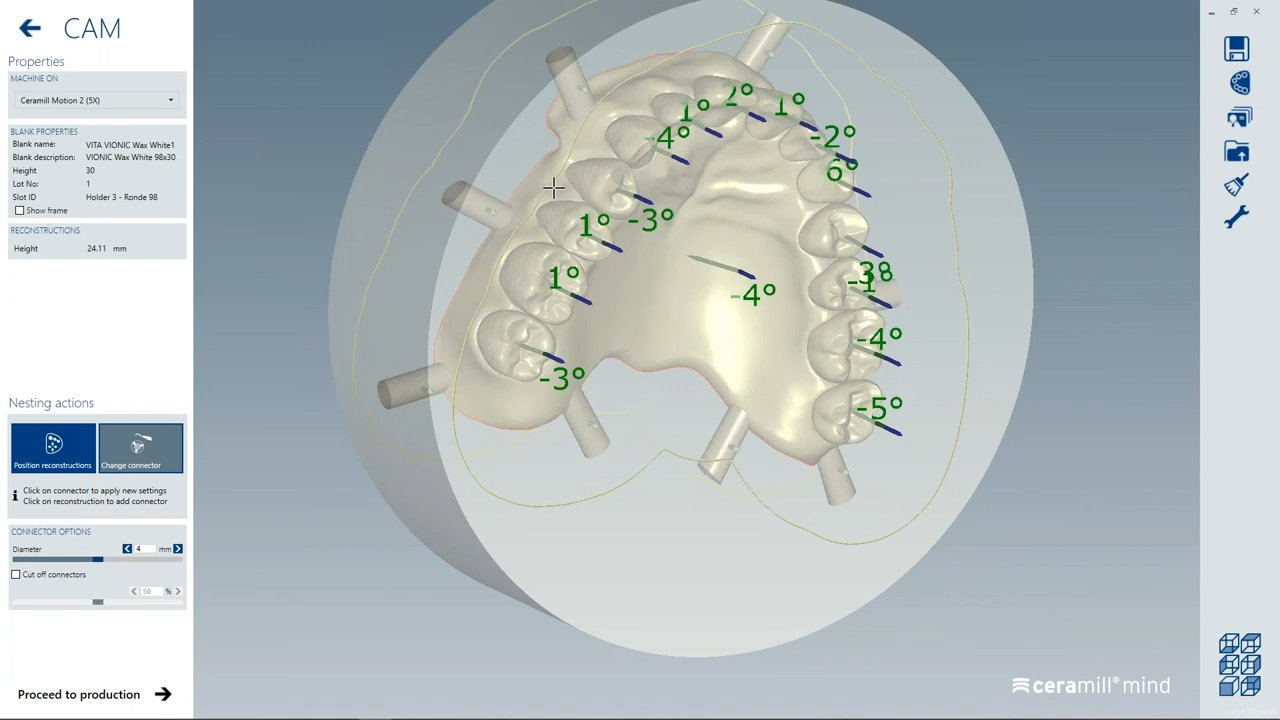 CAM
Properties
MACHINE ON
Ceramill Motion 2 (5X)
BLANK PROPERTIES
Blank name: VITA VIONIC Wax White1
Blank description: VIONIC Wax White 98x30
Height 30
Lot No: 1
Slot ID Holder 3 - Ronde 98
Show frame
RECONSTRUCTIONS
Height 24.11 mm
Nesting actions
Position reconstructions
Change connector
Click on connector to apply new settings
Click on reconstruction to add connector
CONNECTOR OPTIONS
Diameter 4 mm
Cut off connectors
50 %
Proceed to production
1°
2°
1°
-4°
-2°
6°
-3°
1°
3°
-1°
1°
-4°
-4°
-3°
-5°
ceramill® mind